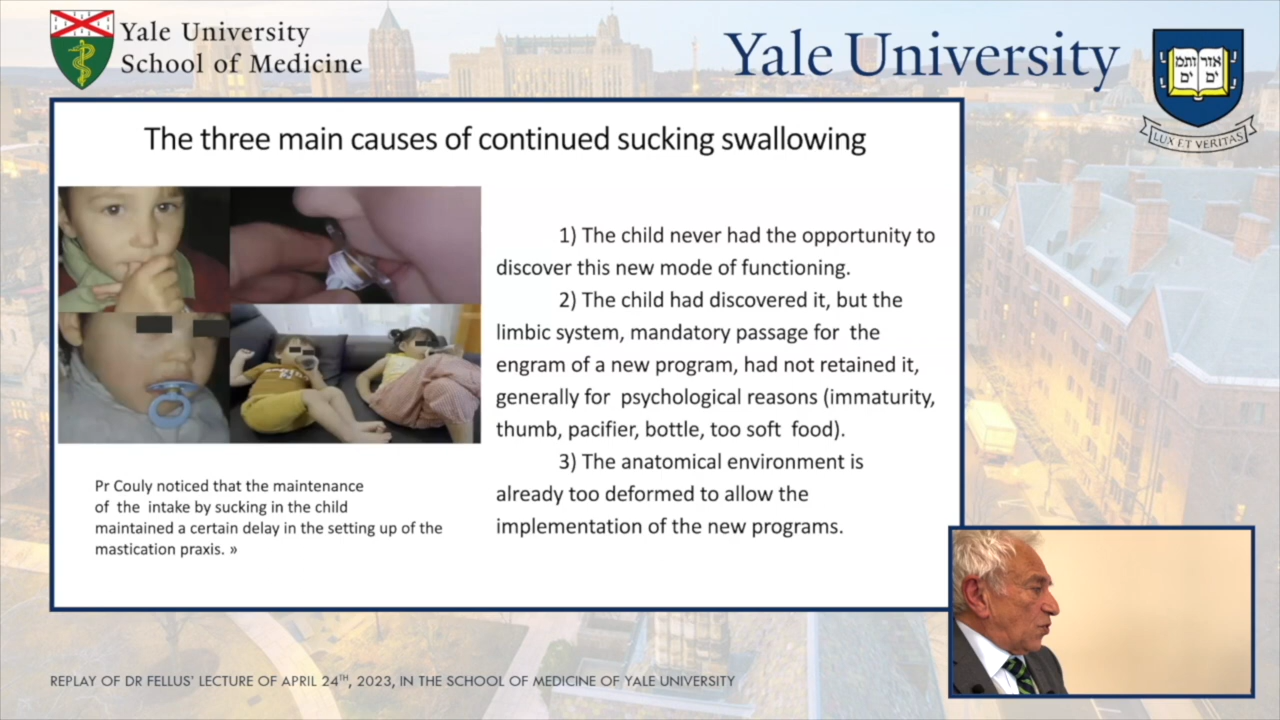 Yale University
School of Medicine
Yale University
אור ותמ
ים ים
LUX ET VERITAS
The three main causes of continued sucking swallowing
1) The child never had the opportunity to
discover this new mode of functioning.
2) The child had discovered it, but the
limbic system, mandatory passage for the
engram of a new program, had not retained it,
generally for psychological reasons (immaturity,
thumb, pacifier, bottle, too soft food).
3) The anatomical environment is
already too deformed to allow the
implementation of the new programs.
Pr Couly noticed that the maintenance
of the intake by sucking in the child
maintained a certain delay in the setting up of the
mastication praxis. »
REPLAY OF DR FELLUS' LECTURE OF APRIL 24TH, 2023, IN THE SCHOOL OF MEDICINE OF YALE UNIVERSITY